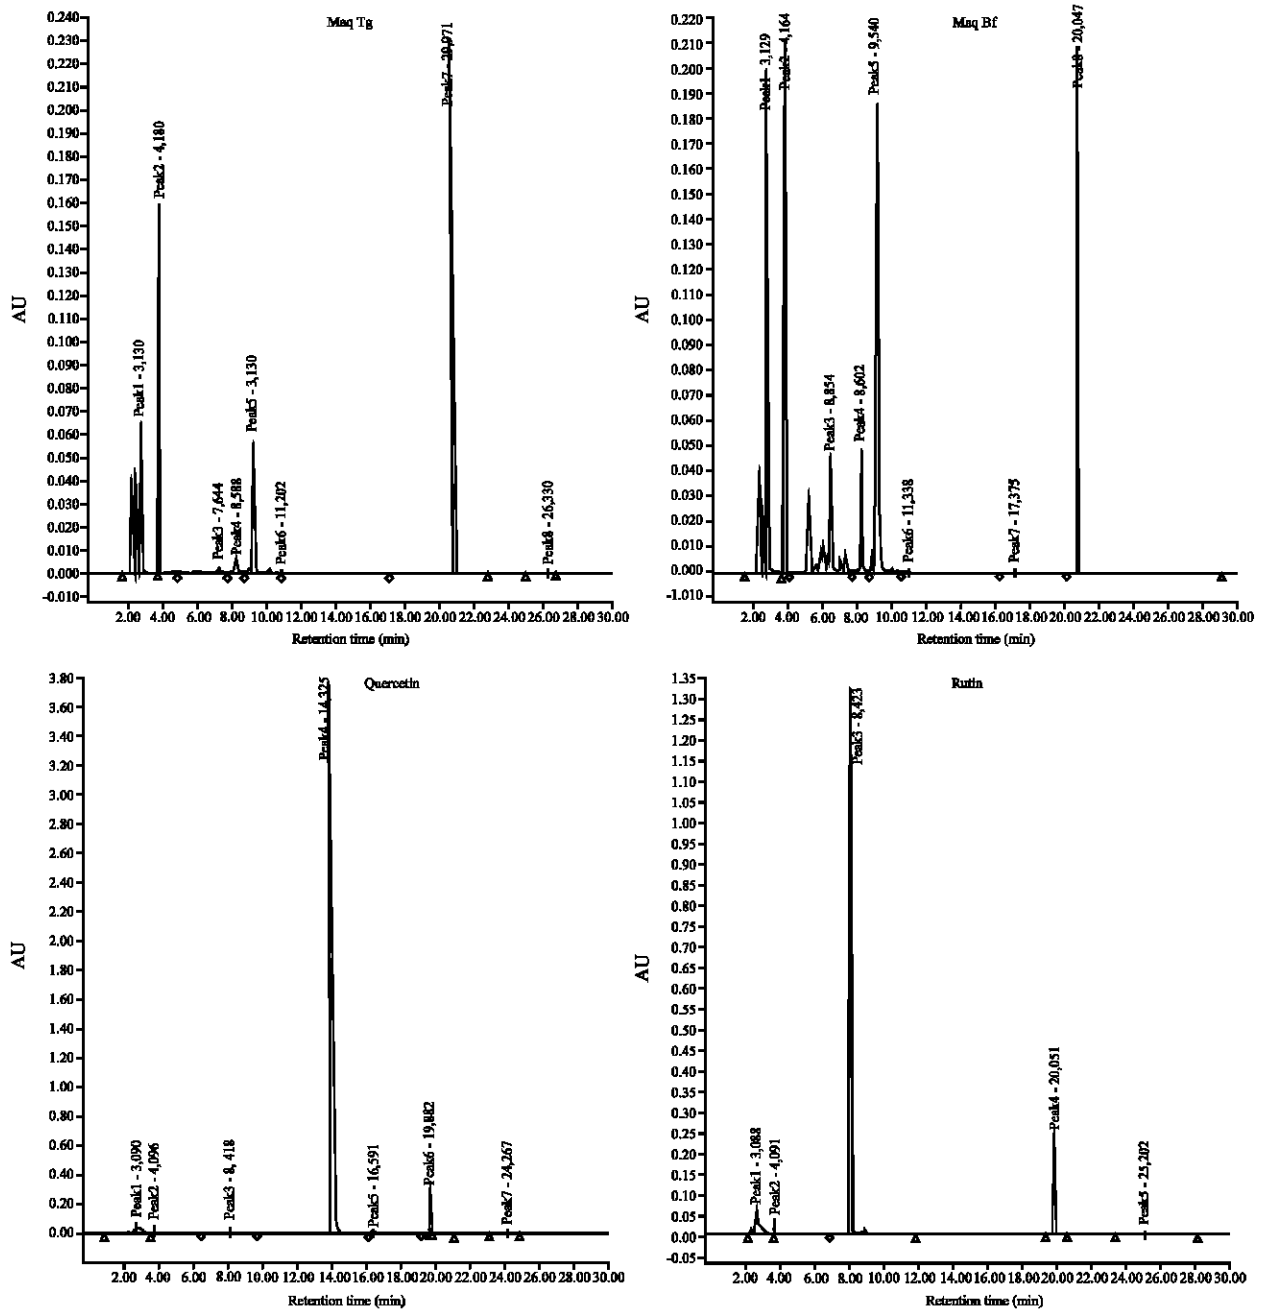 Maq Tg
0.240
0.230
0.220
0.210
0.200
0.190
0.180
0.170
0.160
0.150
0.140
0.130
0.120
0.110
0.100
0.090
0.080
0.070
0.060
0.050
0.040
0.030
0.020
0.010
0.000
-0.010
AU
Peak1 - 3,130
Peak2 - 4,180
Peak3 - 7,644
Peak4 - 8,588
Peak5 - 3,130
Peak6 - 11,202
Peak7 - 20,971
Peak8 - 26,330
2.00 4.00 6.00 8.00 10.00 12.00 14.00 16.00 18.00 20.00 22.00 24.00 26.00 28.00 30.00
Retention time (min)
Maq Bf
0.220
0.210
0.200
0.190
0.180
0.170
0.160
0.150
0.140
0.130
0.120
0.110
0.100
0.090
0.080
0.070
0.060
0.050
0.040
0.030
0.020
0.010
0.000
-1.010
AU
Peak1 - 3,129
Peak2 - 4,164
Peak3 - 8,854
Peak4 - 8,602
Peak5 - 9,540
Peak6 - 11,338
Peak7 - 17,375
Peak8 - 20,047
2.00 4.00 6.00 8.00 10.00 12.00 14.00 16.00 18.00 20.00 22.00 24.00 26.00 28.00 30.00
Retention time (min)
Quercetin
3.80
3.60
3.40
3.20
3.00
2.80
2.60
2.40
2.20
2.00
1.80
1.60
1.40
1.20
1.00
0.80
0.60
0.40
0.20
0.00
AU
Peak1 - 3,090
Peak2 - 4,096
Peak3 - 8, 418
Peak4 - 14,325
Peak5 - 16,591
Peak6 - 19,882
Peak7 - 24,267
2.00 4.00 6.00 8.00 10.00 12.00 14.00 16.00 18.00 20.00 22.00 24.00 26.00 28.00 30.00
Retention time (min)
Rutin
1.35
1.30
1.25
1.20
1.15
1.10
1.05
1.00
0.95
0.90
0.85
0.80
0.75
0.70
0.65
0.60
0.55
0.50
0.45
0.40
0.35
0.30
0.25
0.20
0.15
0.10
0.05
0.00
-0.05
AU
Peak1 - 3,088
Peak2 - 4,091
Peak3 - 8,423
Peak4 - 20,051
Peak5 - 25,202
2.00 4.00 6.00 8.00 10.00 12.00 14.00 16.00 18.00 20.00 22.00 24.00 26.00 28.00 30.00
Retention time (min)